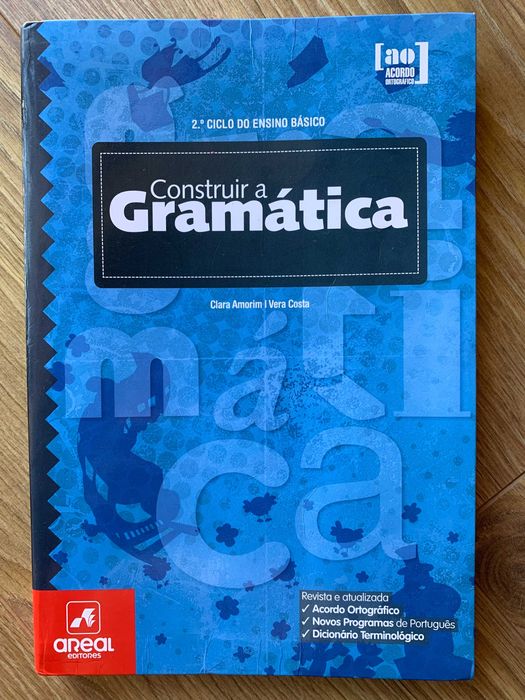 [ao]
ACORDO
ORTOGRÁFICO
2.º CICLO DO ENSINO BÁSICO
Construir a
Gramática
Clara Amorim | Vera Costa
gramática
Revista e atualizada
✓ Acordo Ortográfico
✓ Novos Programas de Português
✓ Dicionário Terminológico
AREAL
EDITORES